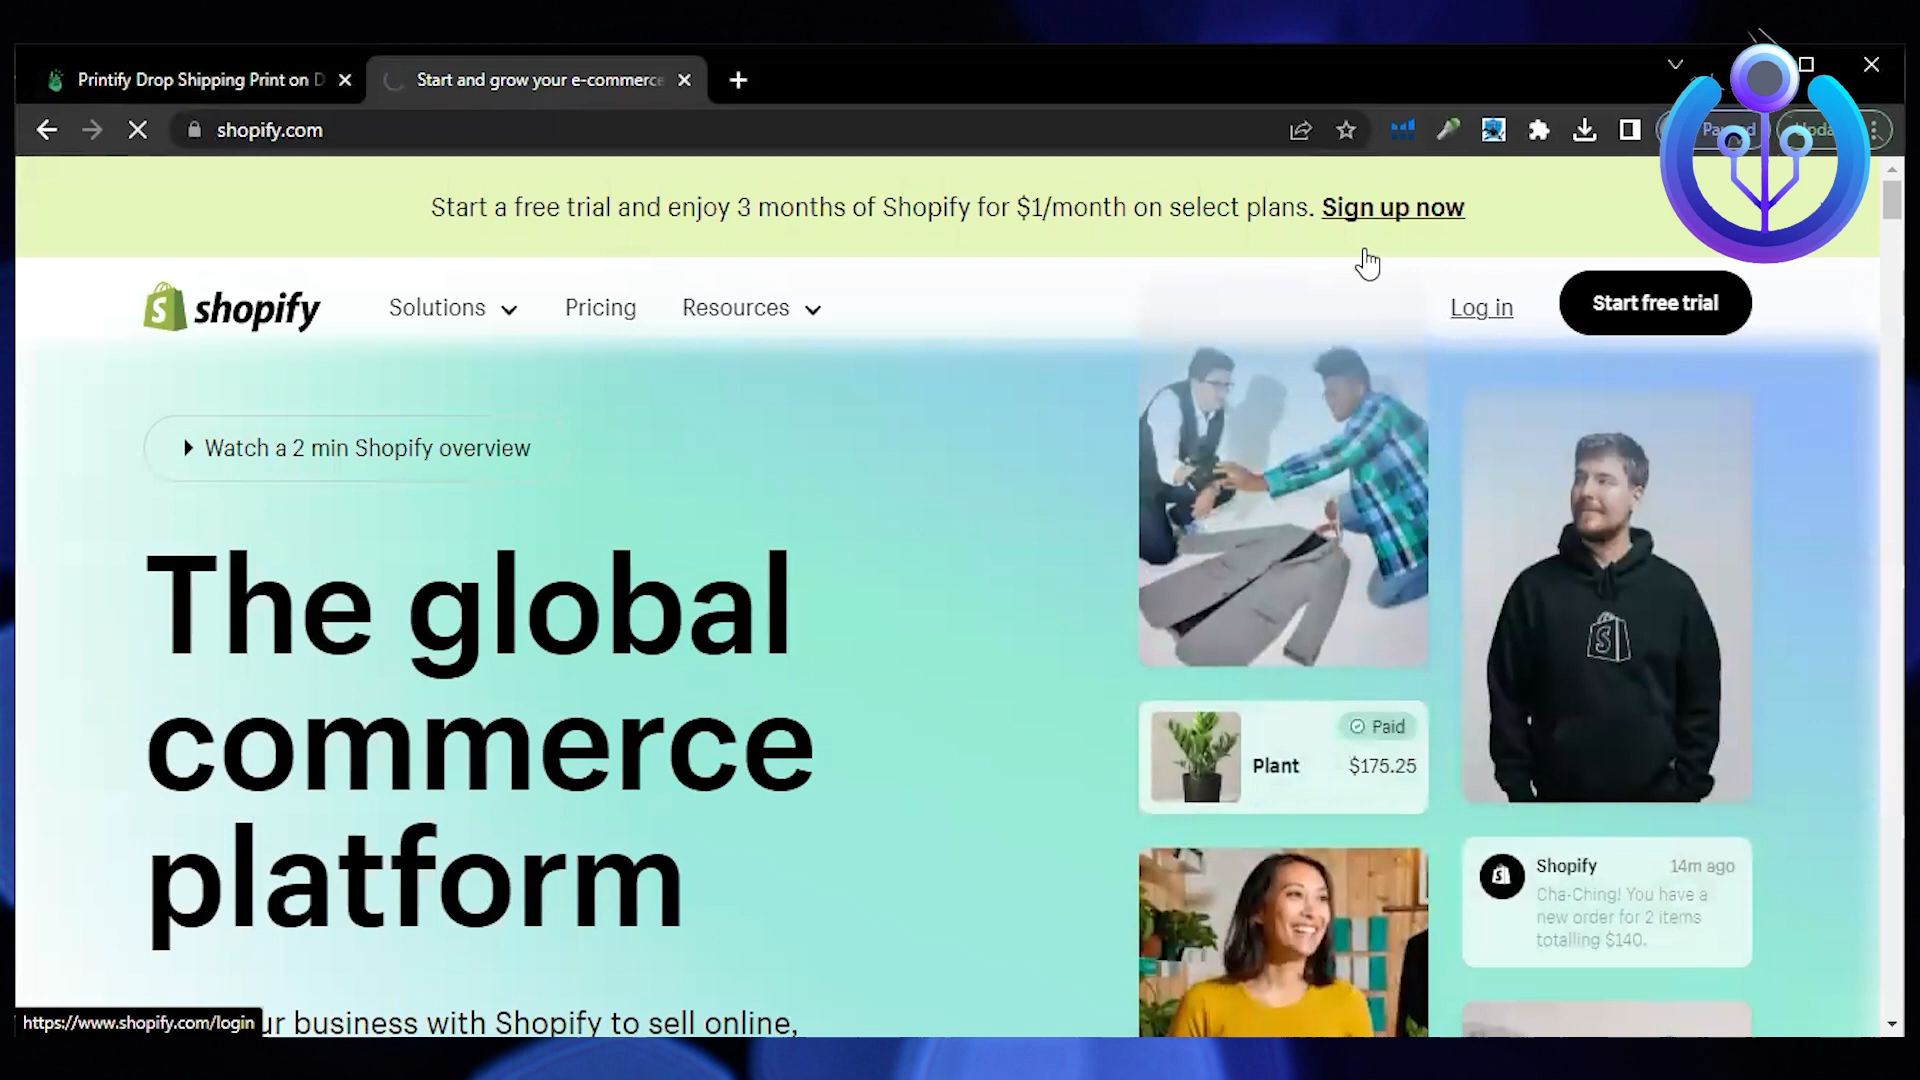 Printify Drop Shipping Print on D
Start and grow your e-commerce
shopify.com
Start a free trial and enjoy 3 months of Shopify for $1/month on select plans. Sign up now
shopify
Solutions
Pricing
Resources
Log in
Start free trial
Watch a 2 min Shopify overview
The global
commerce
platform
Paid
Plant
$175.25
Shopify
14m ago
Cha-Ching! You have a
new order for 2 items
totalling $140.
https://www.shopify.com/login
ur business with Shopify to sell online,